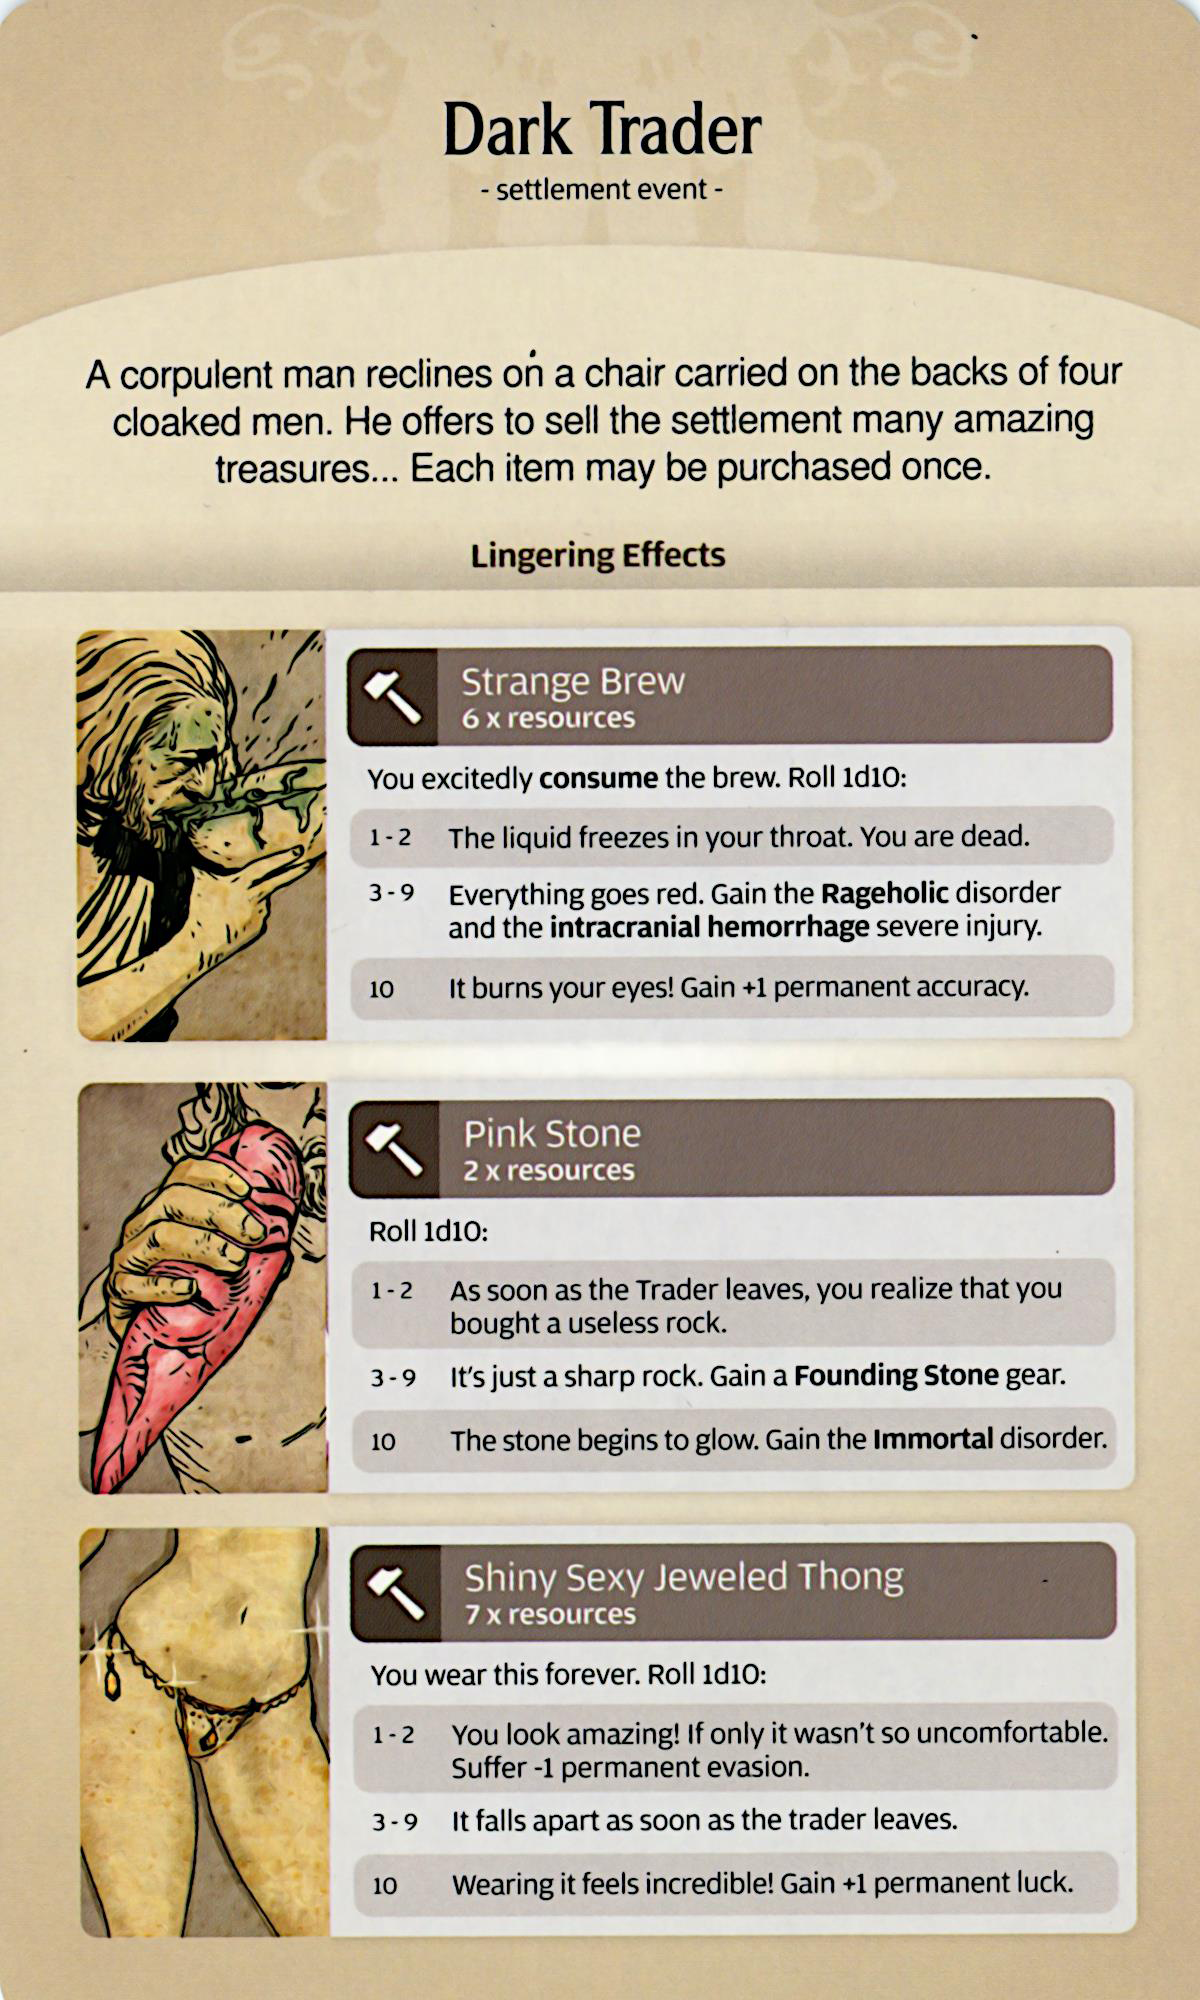 Dark Trader
- settlement event -
A corpulent man reclines on a chair carried on the backs of four
cloaked men. He offers to sell the settlement many amazing
treasures... Each item may be purchased once.
Lingering Effects
Strange Brew
6 x resources
You excitedly consume the brew. Roll 1d10:
1 - 2 The liquid freezes in your throat. You are dead.
3 - 9 Everything goes red. Gain the Rageholic disorder
and the intracranial hemorrhage severe injury.
10 It burns your eyes! Gain +1 permanent accuracy.
Pink Stone
2 x resources
Roll 1d10:
1 - 2 As soon as the Trader leaves, you realize that you
bought a useless rock.
3 - 9 It's just a sharp rock. Gain a Founding Stone gear.
10 The stone begins to glow. Gain the Immortal disorder.
Shiny Sexy Jeweled Thong
7 x resources
You wear this forever. Roll 1d10:
1 - 2 You look amazing! If only it wasn't so uncomfortable.
Suffer -1 permanent evasion.
3 - 9 It falls apart as soon as the trader leaves.
10 Wearing it feels incredible! Gain +1 permanent luck.